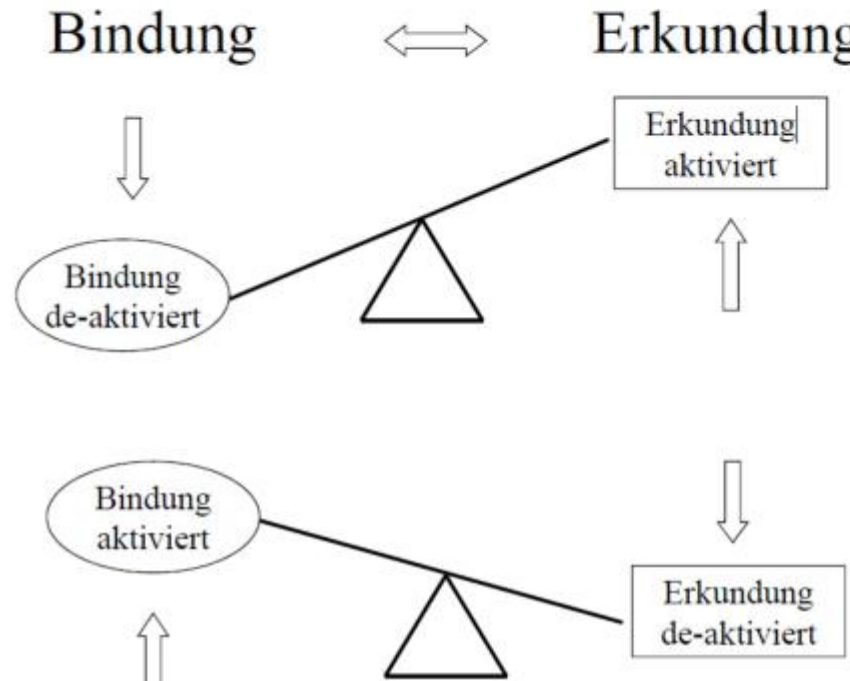 Bindung
Erkundung
Erkundung
aktiviert
Bindung
de-aktiviert
Bindung
aktiviert
Erkundung
de-aktiviert